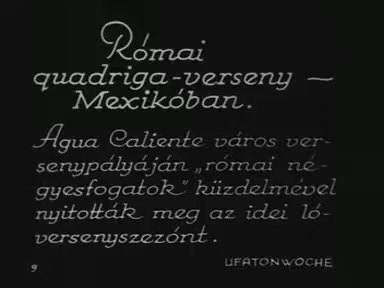 Római
quadriga-verseny —
Mexikóban.
Agua Caliente város ver-
senypályáján „római né-
gyesfogatok" küzdelmével
nyitották meg az idei ló-
versenyszezónt.
9
UFATONWOCHE